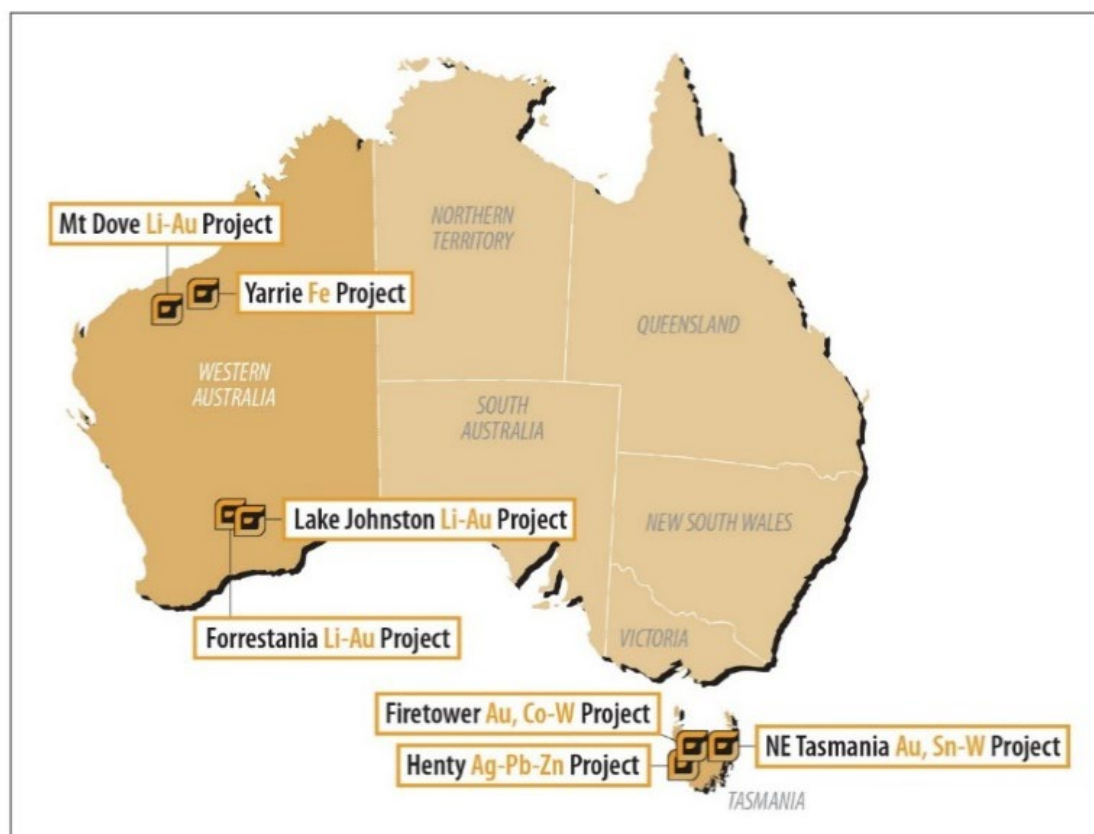 NORTHERN
TERRITORY
Mt Dove Li-Au Project
Yarrie Fe Project
QUEENSLAND
WESTERN
AUSTRALIA
SOUTH
AUSTRALIA
Lake Johnston Li-Au Project
NEW SOUTH WALES
Forrestania Li-Au Project
VICTORIA
Firetower Au, Co-W Project
NE Tasmania Au, Sn-W Project
Henty Ag-Pb-Zn Project
TASMANIA